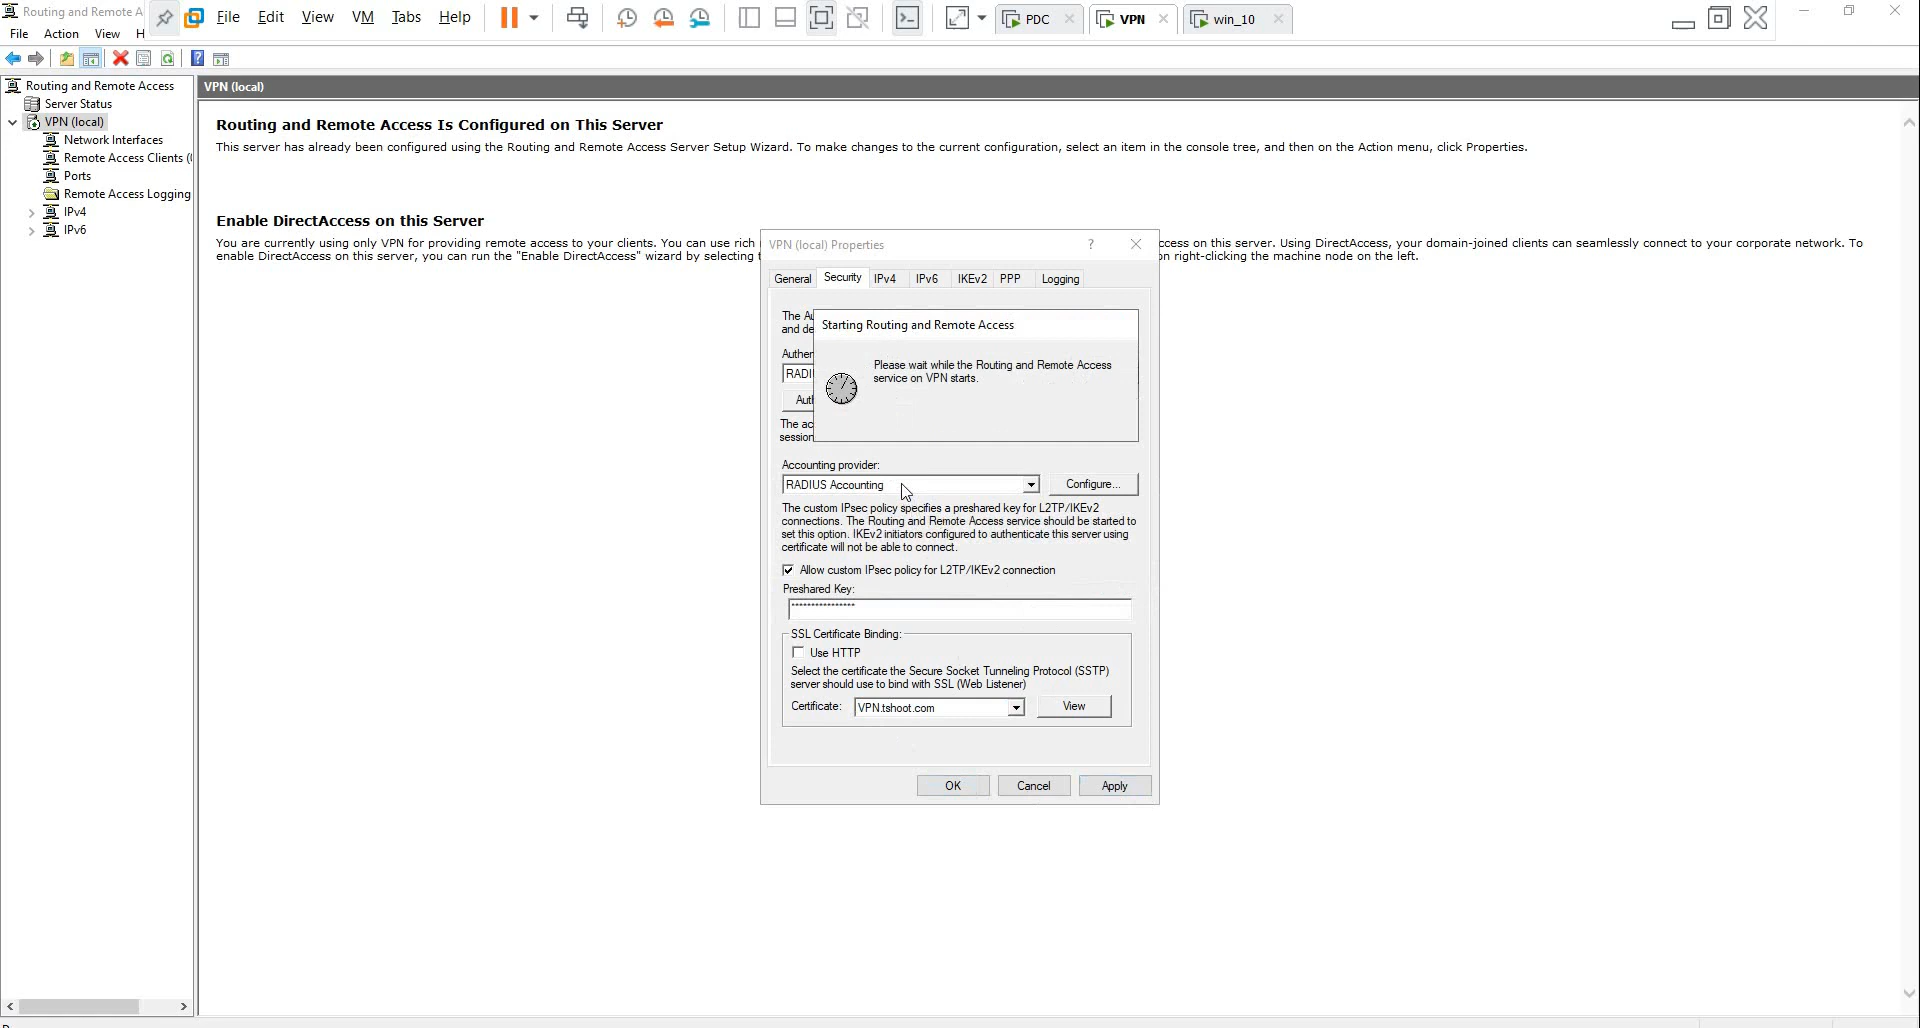 Routing and Remote A
File Edit View VM Tabs Help
PDC
VPN
win_10
File Action View H
Routing and Remote Access
Server Status
VPN (local)
Network Interfaces
Remote Access Clients (
Ports
Remote Access Logging
IPv4
IPv6
VPN (local)
Routing and Remote Access Is Configured on This Server
This server has already been configured using the Routing and Remote Access Server Setup Wizard. To make changes to the current configuration, select an item in the console tree, and then on the Action menu, click Properties.
Enable DirectAccess on this Server
You are currently using only VPN for providing remote access to your clients. You can use rich
ccess on this server. Using DirectAccess, your domain-joined clients can seamlessly connect to your corporate network. To
enable DirectAccess on this server, you can run the "Enable DirectAccess" wizard by selecting
n right-clicking the machine node on the left.
VPN (local) Properties
?
General Security IPv4 IPv6 IKEv2 PPP Logging
The Au
and de
Starting Routing and Remote Access
Authen
Please wait while the Routing and Remote Access
service on VPN starts.
RADI
Aut
The ac
session
Accounting provider:
RADIUS Accounting
Configure...
The custom IPsec policy specifies a preshared key for L2TP/IKEv2
connections. The Routing and Remote Access service should be started to
set this option. IKEv2 initiators configured to authenticate this server using
certificate will not be able to connect.
Allow custom IPsec policy for L2TP/IKEv2 connection
Preshared Key:
****************
SSL Certificate Binding:
Use HTTP
Select the certificate the Secure Socket Tunneling Protocol (SSTP)
server should use to bind with SSL (Web Listener)
Certificate: VPN.tshoot.com View
OK Cancel Apply